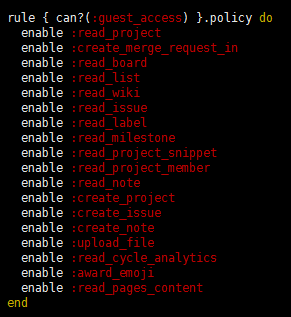 rule { can?(:guest_access) }.policy do
  enable :read_project
  enable :create_merge_request_in
  enable :read_board
  enable :read_list
  enable :read_wiki
  enable :read_issue
  enable :read_label
  enable :read_milestone
  enable :read_project_snippet
  enable :read_project_member
  enable :read_note
  enable :create_project
  enable :create_issue
  enable :create_note
  enable :upload_file
  enable :read_cycle_analytics
  enable :award_emoji
  enable :read_pages_content
end